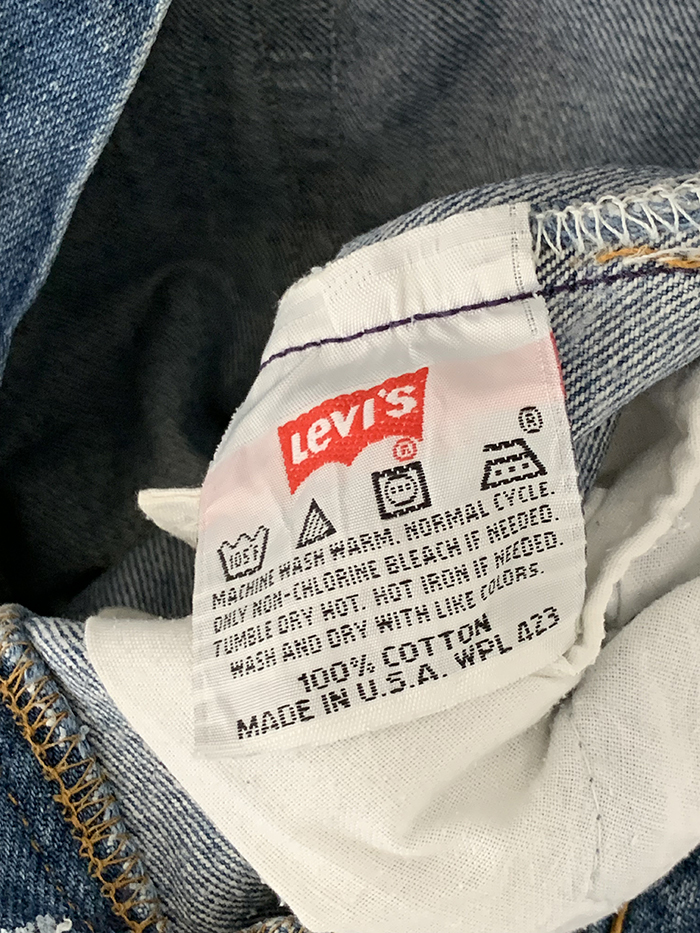 Levi's
®
®
105F
MACHINE WASH WARM. NORMAL CYCLE.
ONLY NON-CHLORINE BLEACH IF NEEDED.
TUMBLE DRY HOT. HOT IRON IF NEEDED.
WASH AND DRY WITH LIKE COLORS.
100% COTTON
MADE IN U.S.A. WPL 423